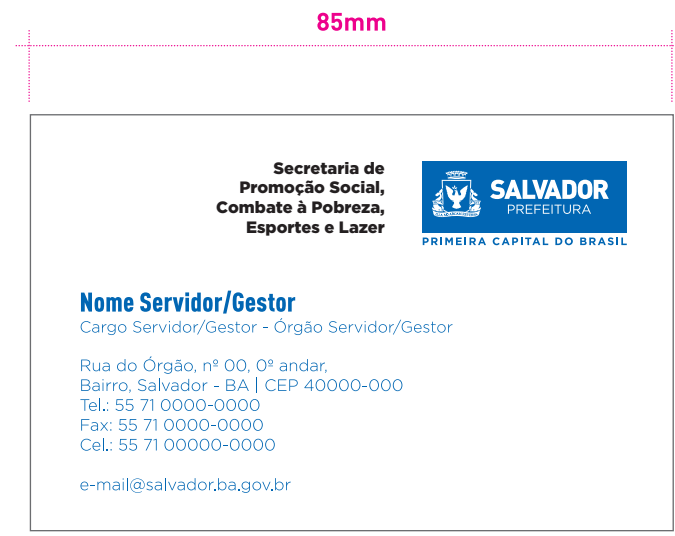 85mm
Secretaria de
Promoção Social,
Combate à Pobreza,
Esportes e Lazer
SALVADOR
PREFEITURA
PRIMEIRA CAPITAL DO BRASIL
Nome Servidor/Gestor
Cargo Servidor/Gestor - Órgão Servidor/Gestor
Rua do Órgão, nº 00, 0º andar,
Bairro, Salvador - BA | CEP 40000-000
Tel.: 55 71 0000-0000
Fax: 55 71 0000-0000
Cel.: 55 71 00000-0000
e-mail@salvador.ba.gov.br